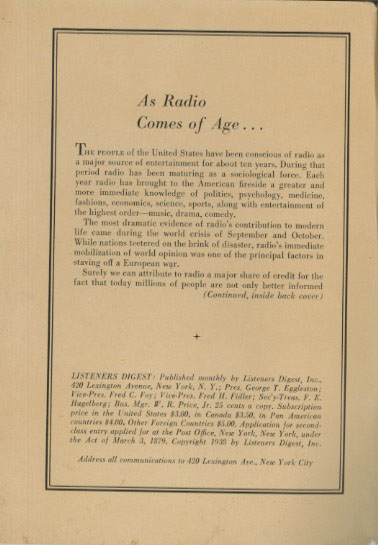 As Radio
Comes of Age...
THE PEOPLE of the United States have been conscious of radio as
a major source of entertainment for about ten years. During that
period radio has been maturing as a sociological force. Each
year radio has brought to the American fireside a greater and
more immediate knowledge of politics, psychology, medicine,
fashions, economics, science, sports, along with entertainment of
the highest order—music, drama, comedy.
The most dramatic evidence of radio's contribution to modern
life came during the world crisis of September and October.
While nations teetered on the brink of disaster, radio's immediate
mobilization of world opinion was one of the principal factors in
staving off a European war.
Surely we can attribute to radio a major share of credit for the
fact that today millions of people are not only better informed
(Continued, inside back cover)
LISTENERS DIGEST: Published monthly by Listeners Digest, Inc.,
420 Lexington Avenue, New York, N. Y.; Pres. George T. Eggleston;
Vice-Pres. Fred C. Foy; Vice-Pres. Fred H. Fidler; Sec'y-Treas. F. E.
Hagelberg; Bus. Mgr. W. R. Price, Jr. 25 cents a copy. Subscription
price in the United States $3.00, in Canada $3.50, in Pan American
countries $4.00, Other Foreign Countries $5.00. Application for second-
class entry applied for at the Post Office, New York, New York, under
the Act of March 3, 1879. Copyright 1938 by Listeners Digest, Inc.
Address all communications to 420 Lexington Ave., New York City